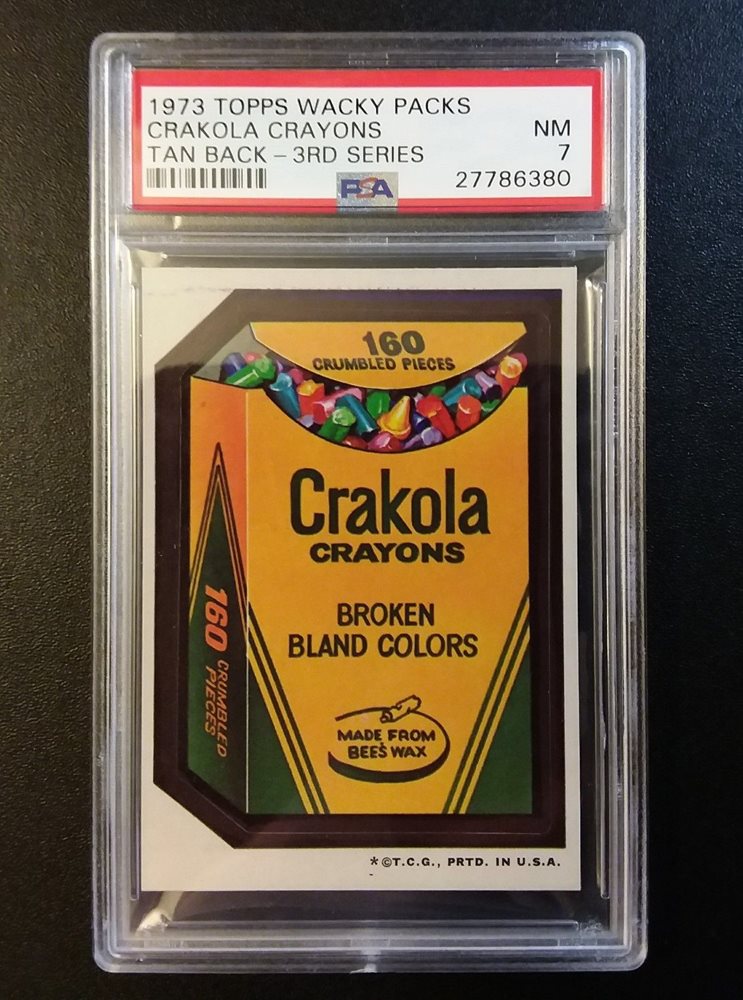 1973 TOPPS WACKY PACKS
CRAKOLA CRAYONS NM
TAN BACK – 3RD SERIES 7
PSA 27786380
160
CRUMBLED PIECES
Crakola
CRAYONS
BROKEN
BLAND COLORS
MADE FROM
BEE'S WAX
160 CRUMBLED
PIECES
*©T.C.G., PRTD. IN U.S.A.